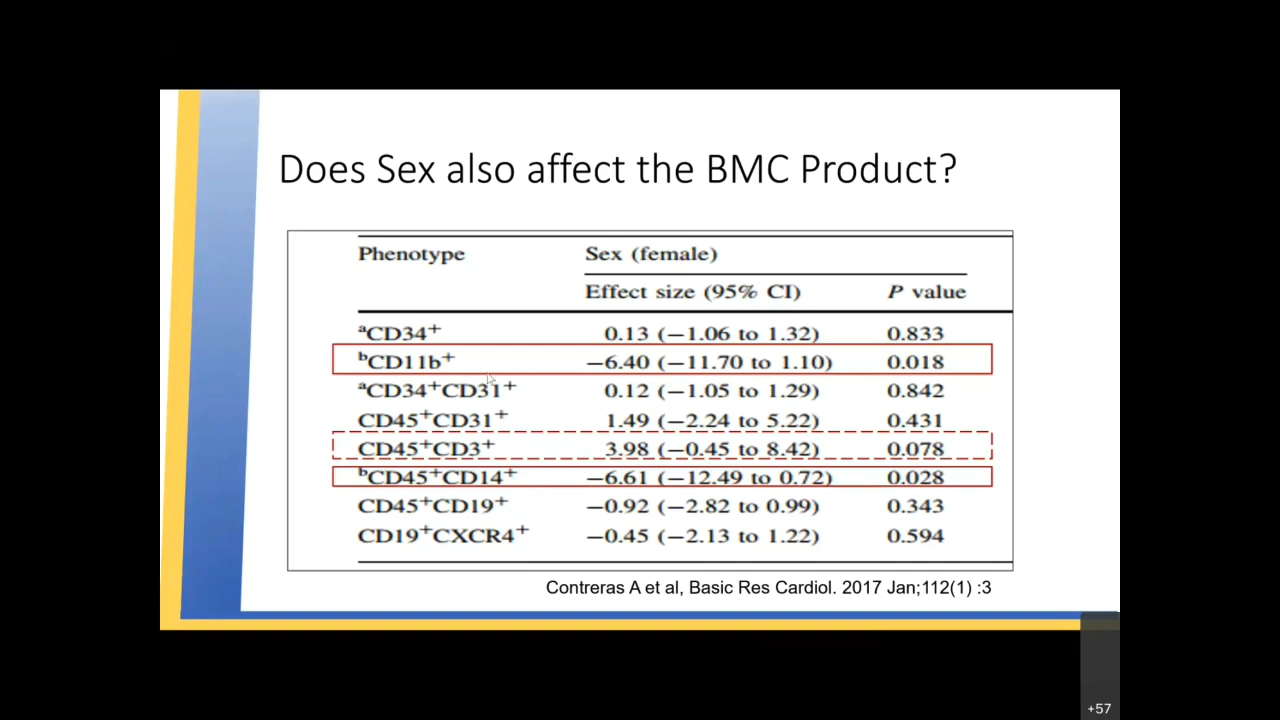 Does Sex also affect the BMC Product?
Phenotype Sex (female)
Effect size (95% CI) P value
ᵃCD34⁺ 0.13 (−1.06 to 1.32) 0.833
ᵇCD11b⁺ −6.40 (−11.70 to 1.10) 0.018
ᵃCD34⁺CD31⁺ 0.12 (−1.05 to 1.29) 0.842
CD45⁺CD31⁺ 1.49 (−2.24 to 5.22) 0.431
CD45⁺CD3⁺ 3.98 (−0.45 to 8.42) 0.078
ᵇCD45⁺CD14⁺ −6.61 (−12.49 to 0.72) 0.028
CD45⁺CD19⁺ −0.92 (−2.82 to 0.99) 0.343
CD19⁺CXCR4⁺ −0.45 (−2.13 to 1.22) 0.594
Contreras A et al, Basic Res Cardiol. 2017 Jan;112(1) :3
+57